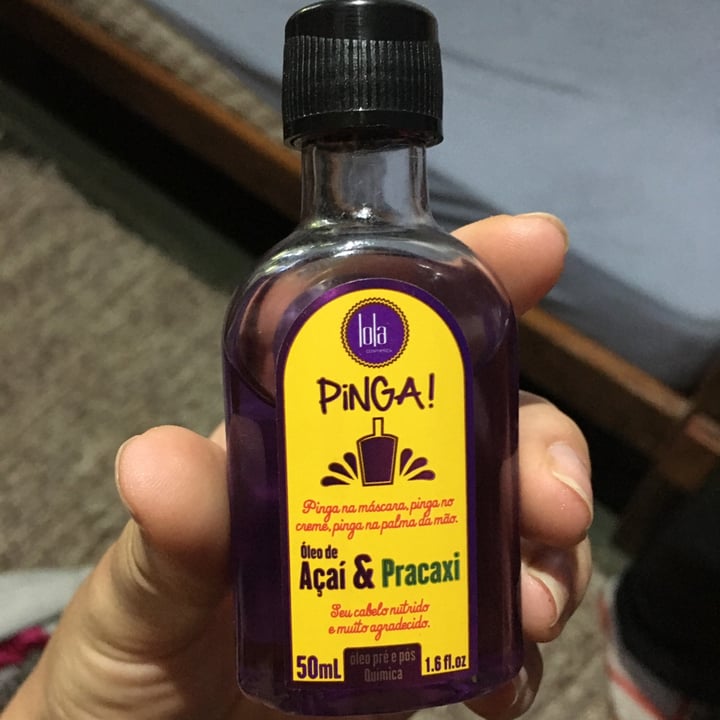 lola
COSMETICS
PiNGA!
Pinga na máscara, pinga no
creme, pinga na palma da mão.
Óleo de
Açaí & Pracaxi
Seu cabelo nutrido
e muito agradecido.
50mL
óleo pré e pós
Química
1.6 fl.oz